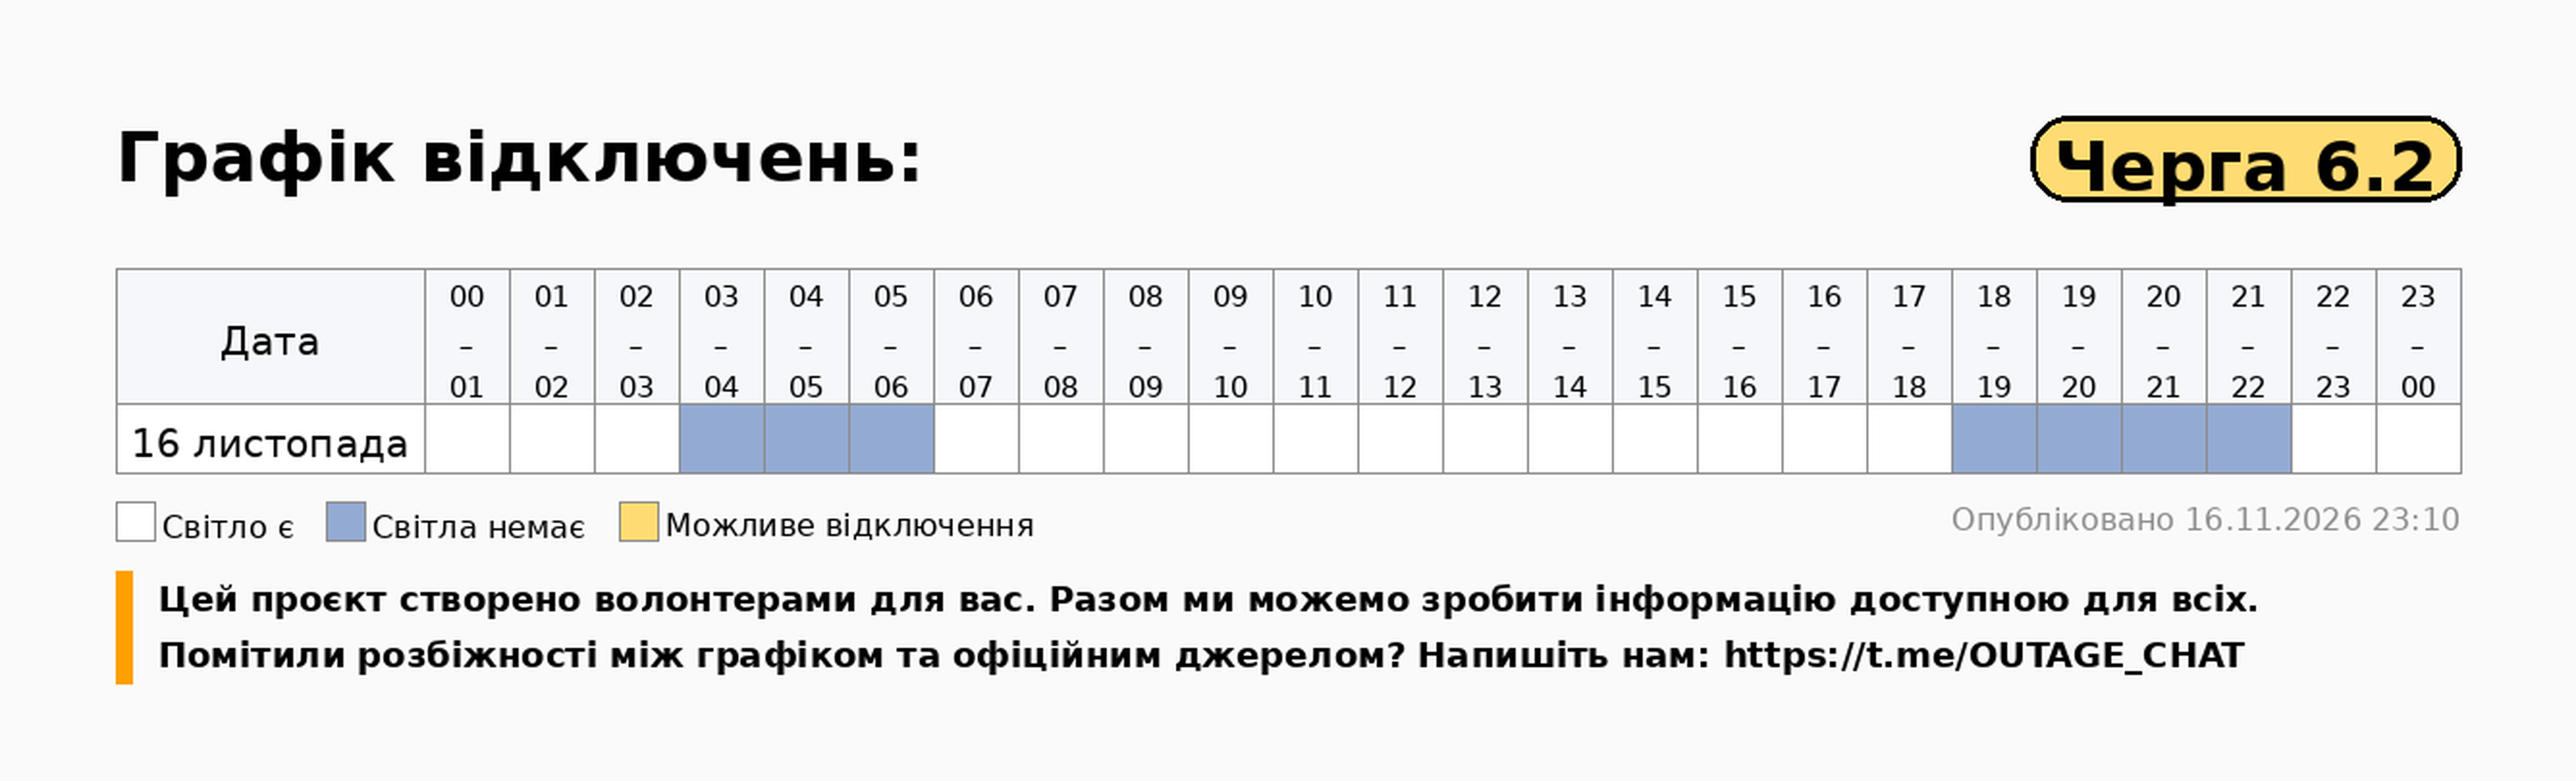 Графік відключень:
Черга 6.2
Дата 00 – 01 01 – 02 02 – 03 03 – 04 04 – 05 05 – 06 06 – 07 07 – 08 08 – 09 09 – 10 10 – 11 11 – 12 12 – 13 13 – 14 14 – 15 15 – 16 16 – 17 17 – 18 18 – 19 19 – 20 20 – 21 21 – 22 22 – 23 23 – 00
16 листопада
Світло є Світла немає Можливе відключення
Опубліковано 16.11.2026 23:10
Цей проєкт створено волонтерами для вас. Разом ми можемо зробити інформацію доступною для всіх.
Помітили розбіжності між графіком та офіційним джерелом? Напишіть нам: https://t.me/OUTAGE_CHAT